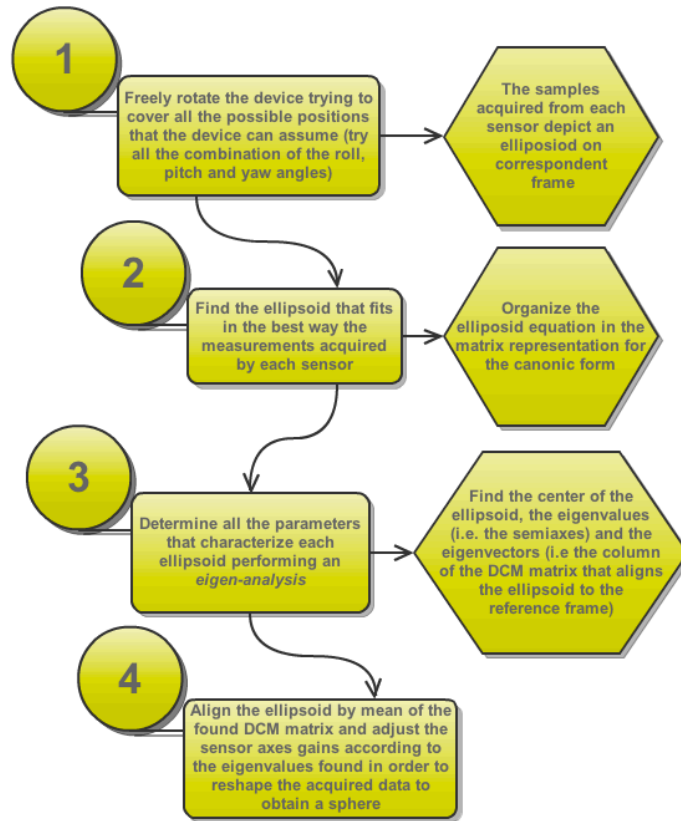 1
Freely rotate the device trying to
cover all the possible positions
that the device can assume (try
all the combination of the roll,
pitch and yaw angles)
The
samples
acquired from each
sensor depict an
elliposiod on
correspondent
frame
2
Find the ellipsoid that fits
in the best way the
measurements acquired
by each sensor
Organize the
elliposid equation in the
matrix representation for
the canonic form
3
Determine all the parameters
that characterize each
ellipsoid performing an
eigen-analysis
Find the center of the
ellipsoid, the eigenvalues
(i.e. the semiaxes) and the
eigenvectors (i.e the column
of the DCM matrix that aligns
the ellipsoid to the
reference frame)
4
Align the ellipsoid by mean of the
found DCM matrix and adjust the
sensor axes gains according to
the eigenvalues found in order to
reshape the acquired data to
obtain a sphere